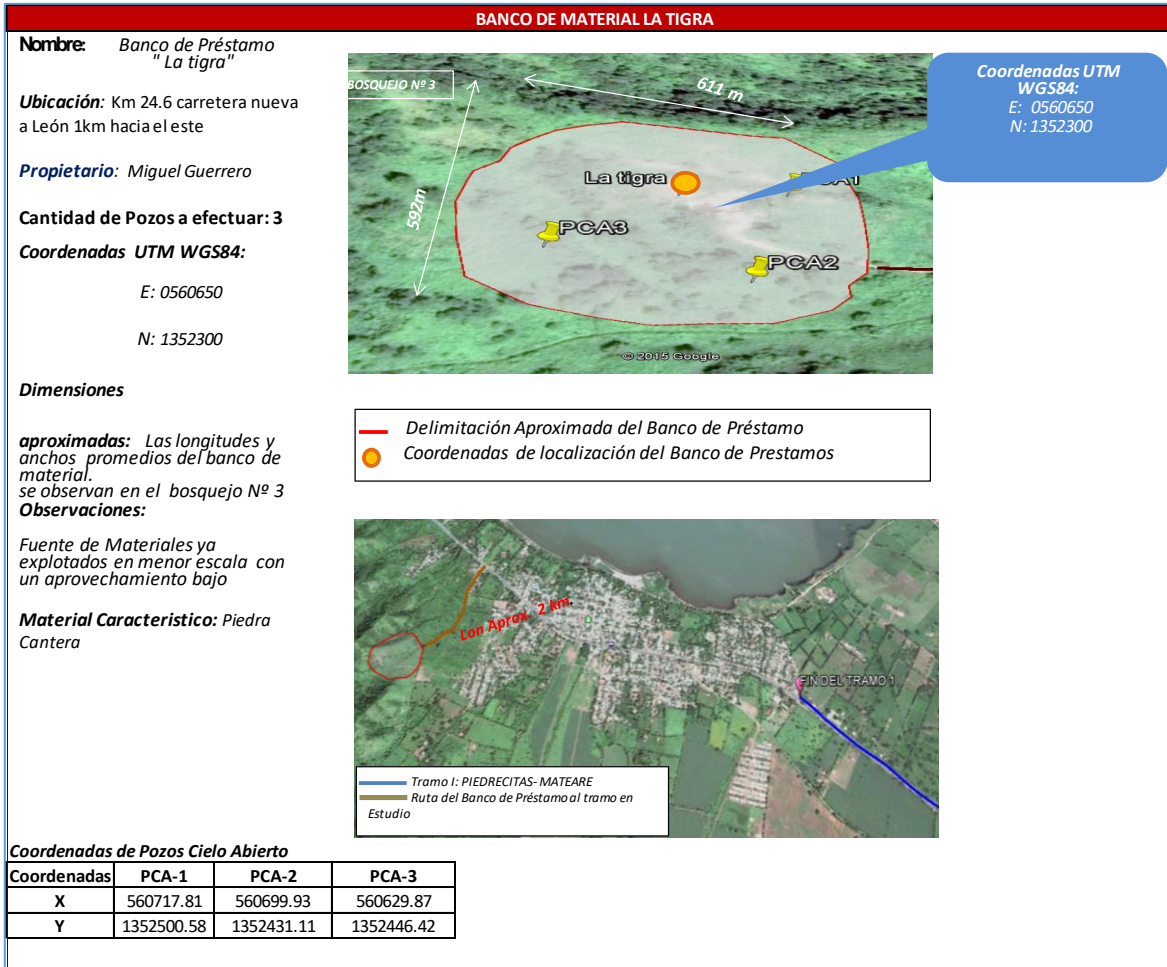 BANCO DE MATERIAL LA TIGRA
Nombre: Banco de Préstamo
" La tigra"
Ubicación: Km 24.6 carretera nueva
a León 1km hacia el este
Propietario: Miguel Guerrero
Cantidad de Pozos a efectuar: 3
Coordenadas UTM WGS84:
E: 0560650
N: 1352300
Dimensiones
aproximadas: Las longitudes y
anchos promedios del banco de
material.
se observan en el bosquejo Nº 3
Observaciones:
Fuente de Materiales ya
explotados en menor escala con
un aprovechamiento bajo
Material Caracteristico: Piedra
Cantera
BOSQUEJO Nº 3
611 m
592m
La tigra
PCA1
PCA3
PCA2
© 2015 Google
Coordenadas UTM
WGS84:
E: 0560650
N: 1352300
Delimitación Aproximada del Banco de Préstamo
Coordenadas de localización del Banco de Prestamos
Lon Aprox. 2 km.
FIN DEL TRAMO 1
Tramo I: PIEDRECITAS- MATEARE
Ruta del Banco de Préstamo al tramo en
Estudio
Coordenadas de Pozos Cielo Abierto
Coordenadas PCA-1 PCA-2 PCA-3
X 560717.81 560699.93 560629.87
Y 1352500.58 1352431.11 1352446.42